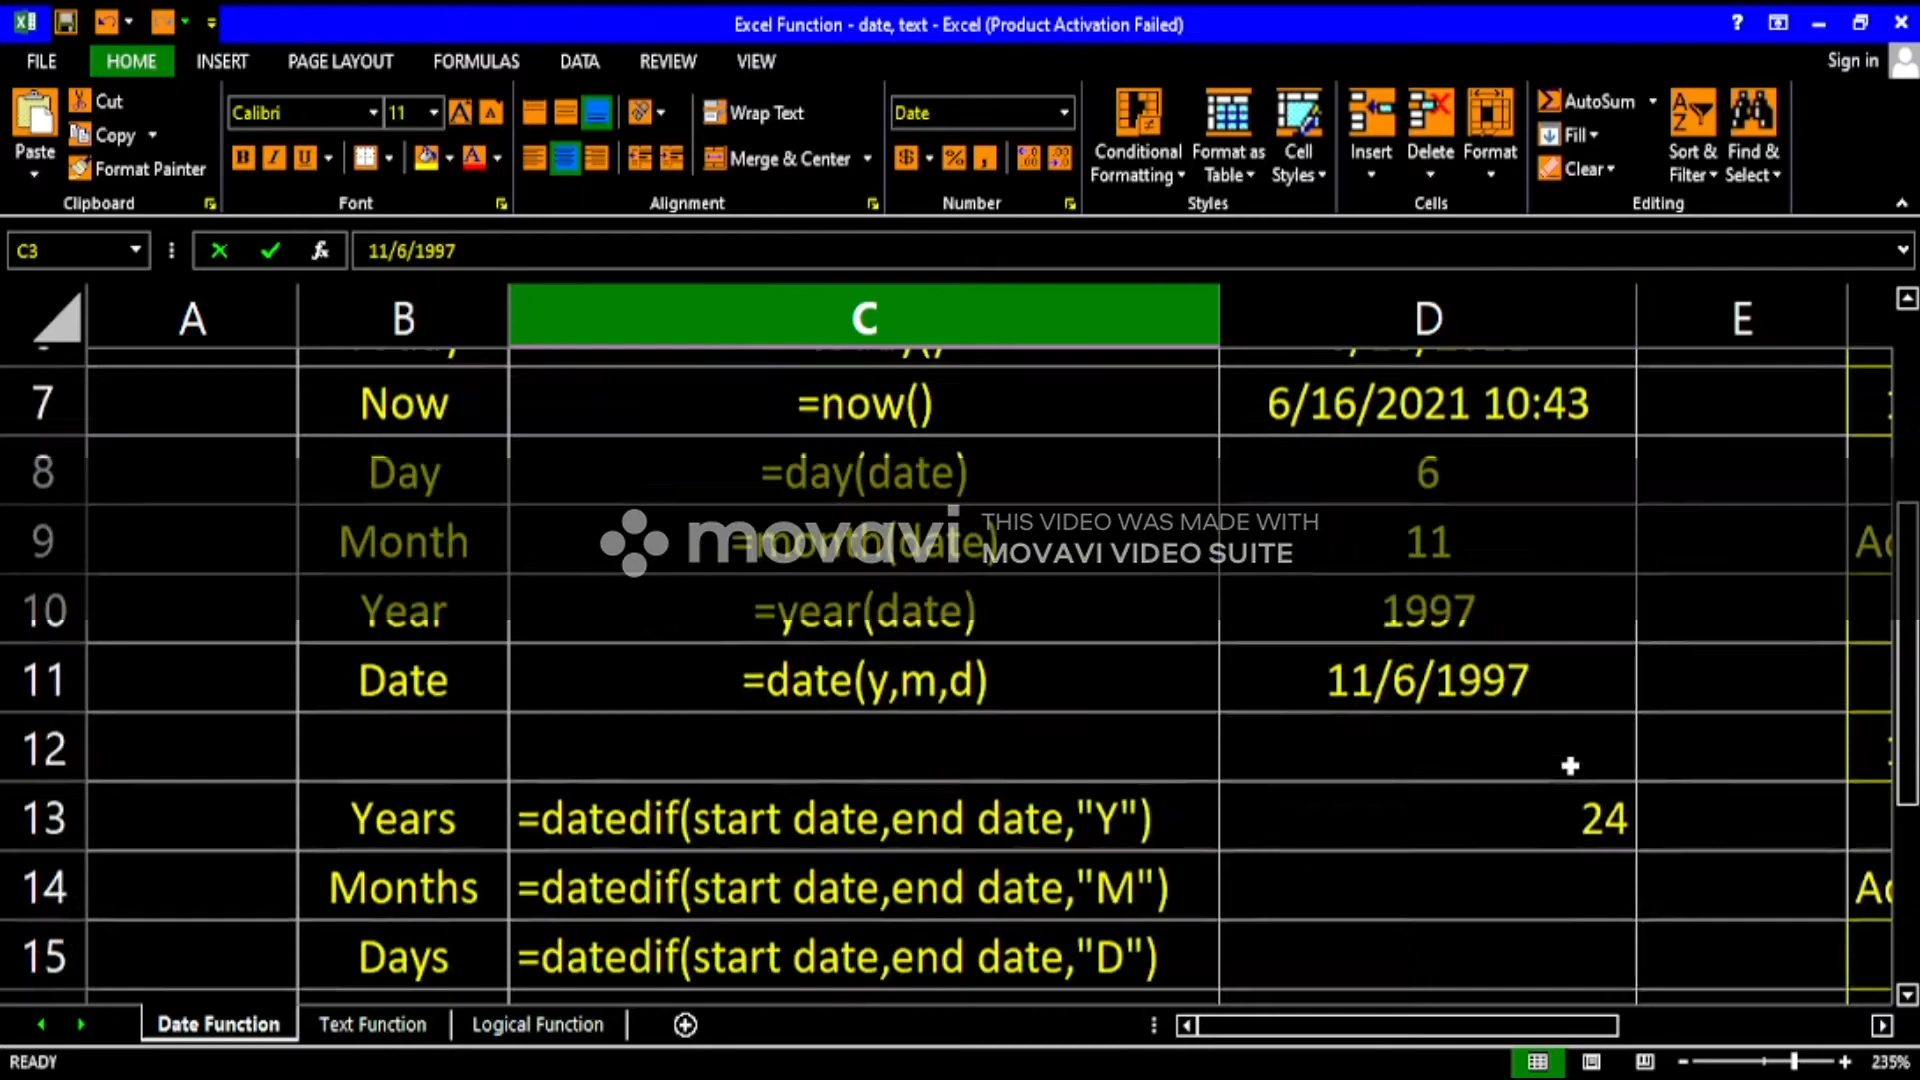 Excel Function - date, text - Excel (Product Activation Failed)
FILE HOME INSERT PAGE LAYOUT FORMULAS DATA REVIEW VIEW Sign in
Paste
Cut
Copy
Format Painter
Clipboard
Calibri 11
B I U
Font
Wrap Text
Merge & Center
Alignment
Date
$ % ,
Number
Conditional Formatting
Format as Table
Cell Styles
Styles
Insert Delete Format
Cells
AutoSum
Fill
Clear
Sort & Filter
Find & Select
Editing
C3 fx 11/6/1997
A B C D E
7 Now =now() 6/16/2021 10:43
8 Day =day(date) 6
9 Month =month(date) 11
movavi THIS VIDEO WAS MADE WITH
MOVAVI VIDEO SUITE
10 Year =year(date) 1997
11 Date =date(y,m,d) 11/6/1997
12
13 Years =datedif(start date,end date,"Y") 24
14 Months =datedif(start date,end date,"M")
15 Days =datedif(start date,end date,"D")
Date Function Text Function Logical Function
READY 235%